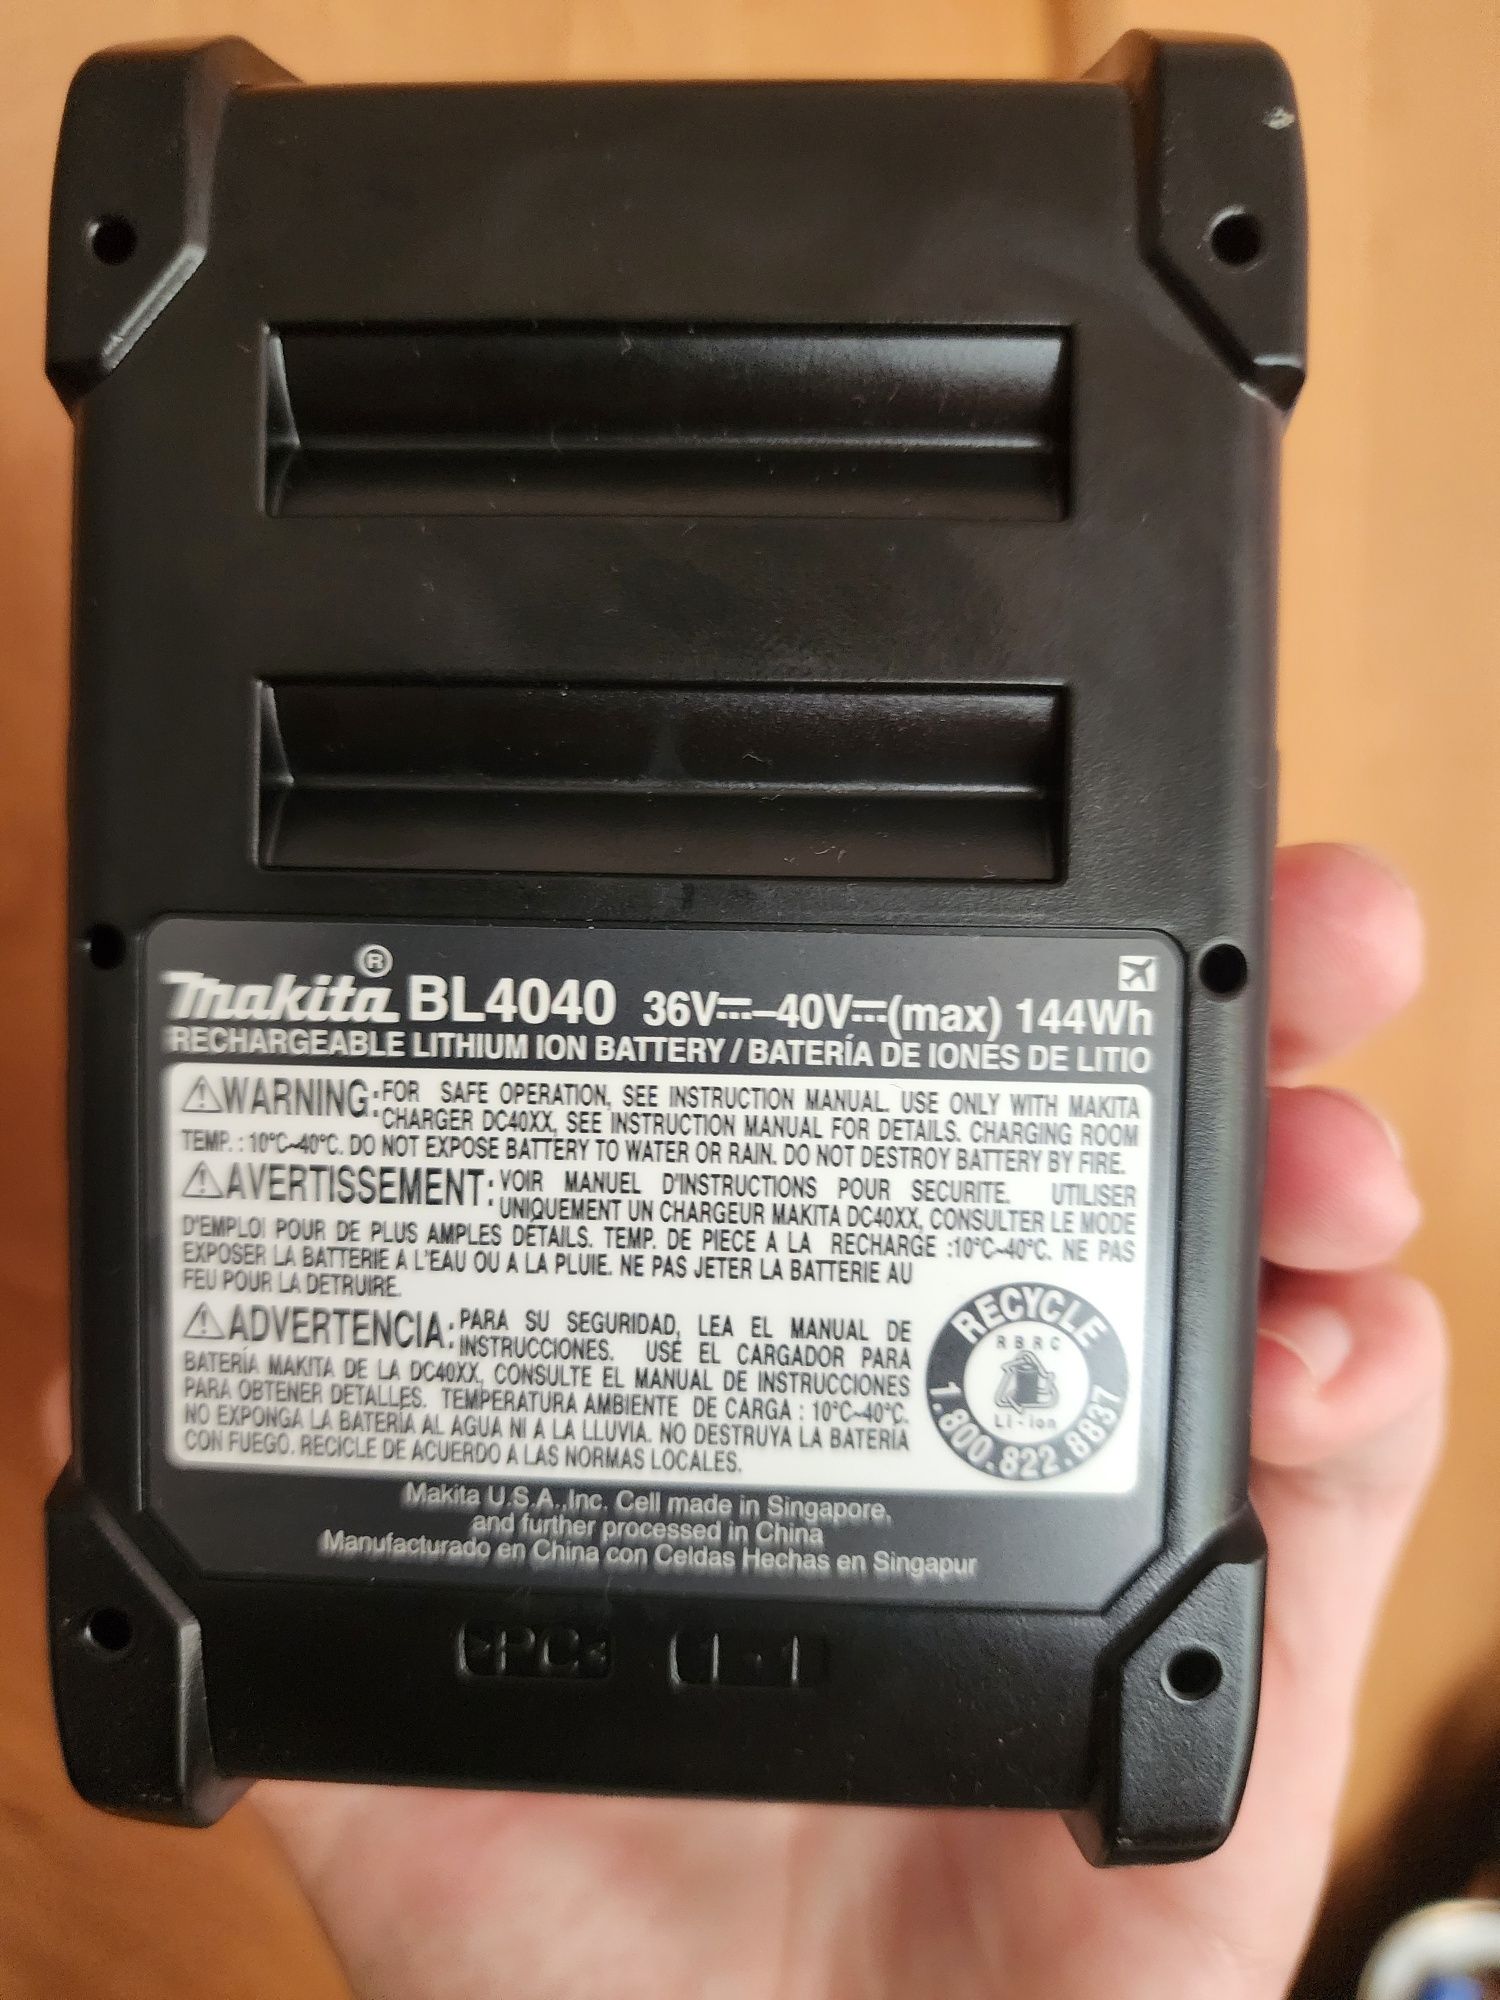 makita® BL4040 36V⎓–40V⎓(max) 144Wh
RECHARGEABLE LITHIUM ION BATTERY / BATERÍA DE IONES DE LITIO
⚠WARNING: FOR SAFE OPERATION, SEE INSTRUCTION MANUAL. USE ONLY WITH MAKITA
CHARGER DC40XX, SEE INSTRUCTION MANUAL FOR DETAILS. CHARGING ROOM
TEMP. : 10°C~40°C. DO NOT EXPOSE BATTERY TO WATER OR RAIN. DO NOT DESTROY BATTERY BY FIRE.
⚠AVERTISSEMENT: VOIR MANUEL D'INSTRUCTIONS POUR SECURITE. UTILISER
UNIQUEMENT UN CHARGEUR MAKITA DC40XX, CONSULTER LE MODE
D'EMPLOI POUR DE PLUS AMPLES DÉTAILS. TEMP. DE PIECE A LA RECHARGE :10°C~40°C. NE PAS
EXPOSER LA BATTERIE A L'EAU OU A LA PLUIE. NE PAS JETER LA BATTERIE AU
FEU POUR LA DETRUIRE.
⚠ADVERTENCIA: PARA SU SEGURIDAD, LEA EL MANUAL DE
INSTRUCCIONES. USE EL CARGADOR PARA
BATERÍA MAKITA DE LA DC40XX, CONSULTE EL MANUAL DE INSTRUCCIONES
PARA OBTENER DETALLES. TEMPERATURA AMBIENTE DE CARGA : 10°C~40°C.
NO EXPONGA LA BATERÍA AL AGUA NI A LA LLUVIA. NO DESTRUYA LA BATERÍA
CON FUEGO. RECICLE DE ACUERDO A LAS NORMAS LOCALES.
RECYCLE
RBRC
Li-ion
1.800.822.8837
Makita U.S.A.,Inc. Cell made in Singapore,
and further processed in China
Manufacturado en China con Celdas Hechas en Singapur
>PC< 1-1